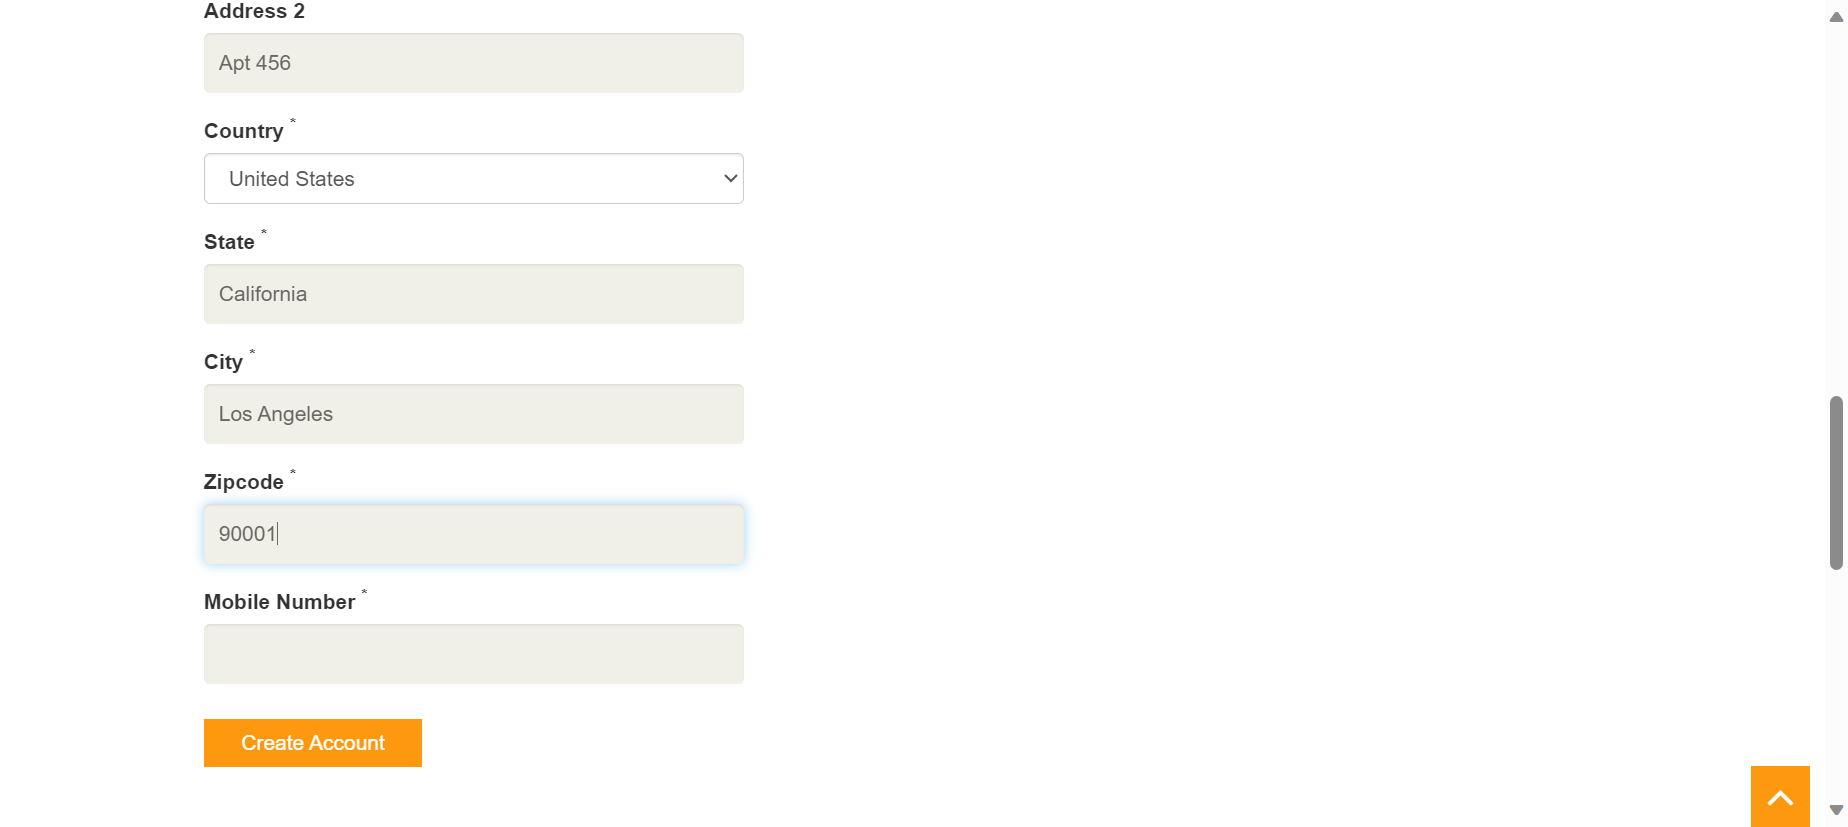 Address 2
Apt 456
Country *
United States
State *
California
City *
Los Angeles
Zipcode *
90001
Mobile Number *
Create Account